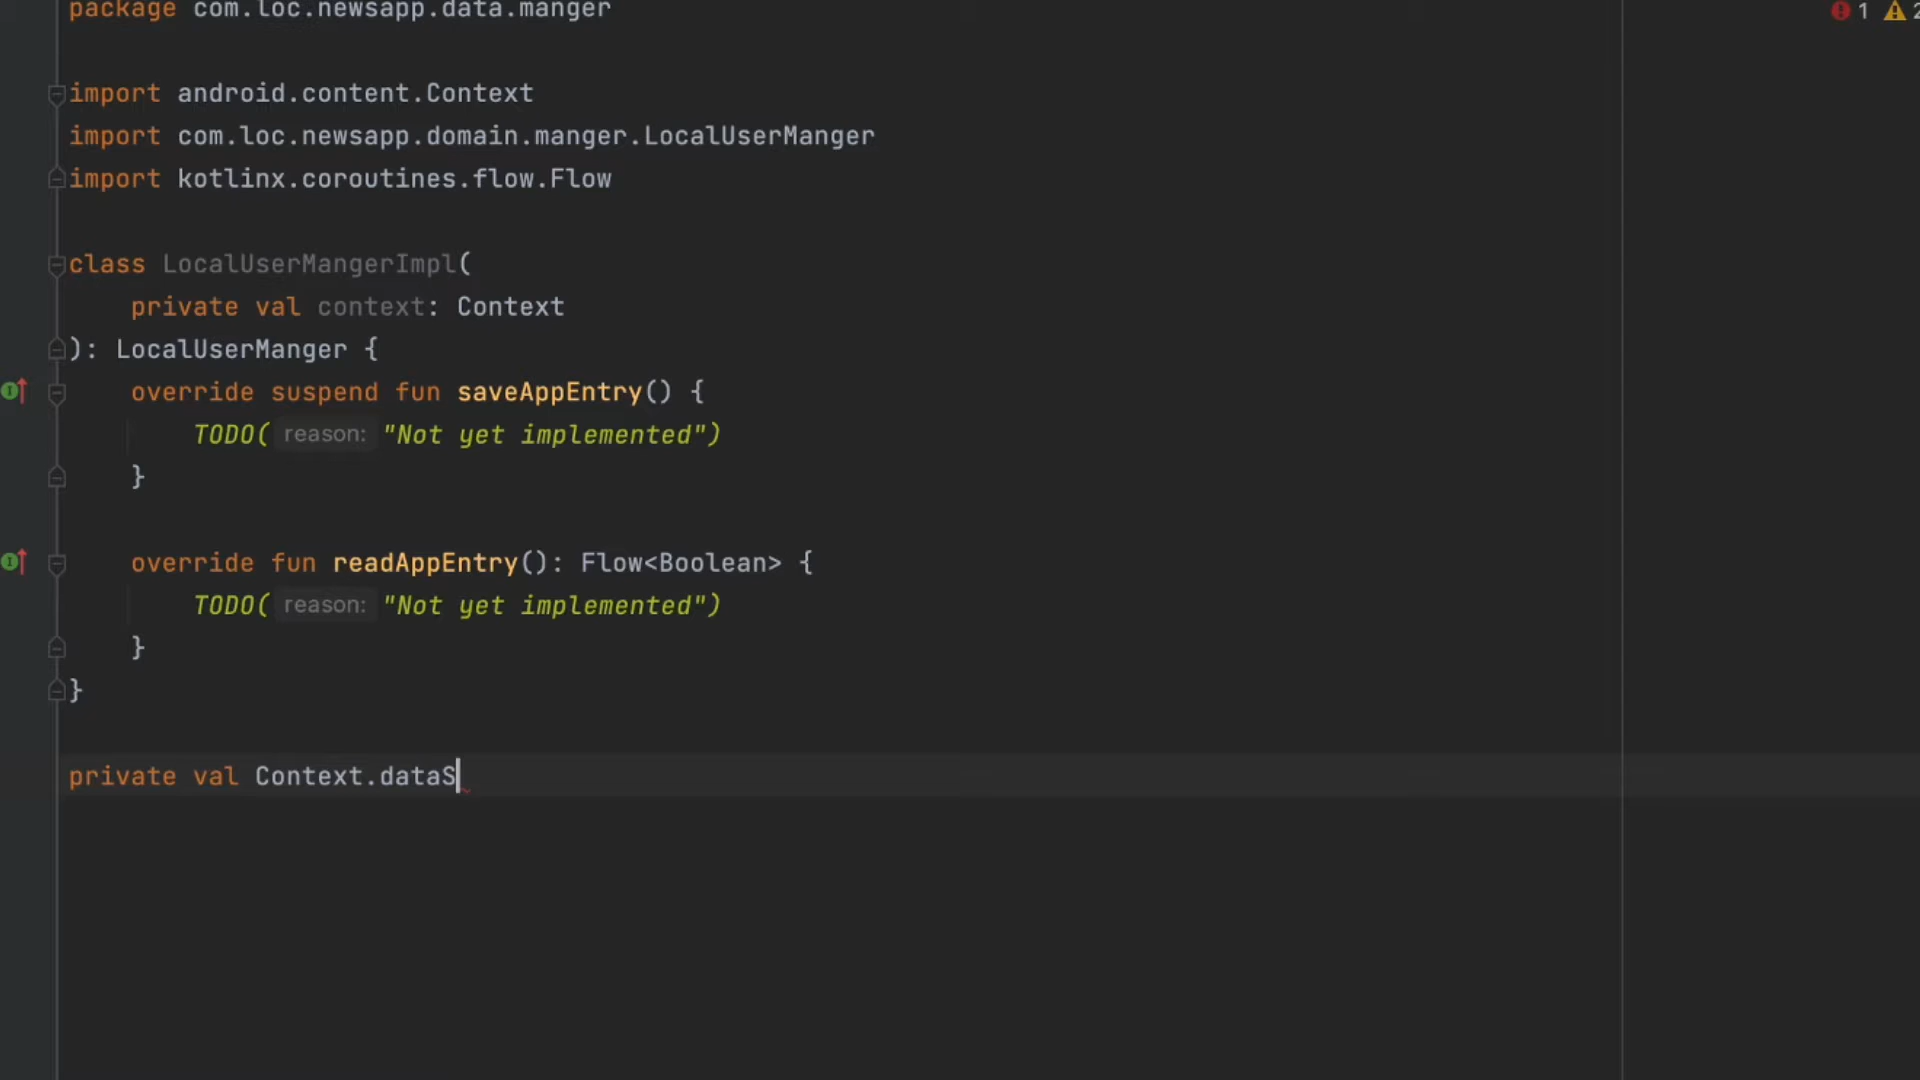 package com.loc.newsapp.data.manger
1 2
import android.content.Context
import com.loc.newsapp.domain.manger.LocalUserManger
import kotlinx.coroutines.flow.Flow
class LocalUserMangerImpl(
    private val context: Context
): LocalUserManger {
    override suspend fun saveAppEntry() {
        TODO( reason: "Not yet implemented")
    }
    override fun readAppEntry(): Flow<Boolean> {
        TODO( reason: "Not yet implemented")
    }
}
private val Context.dataS